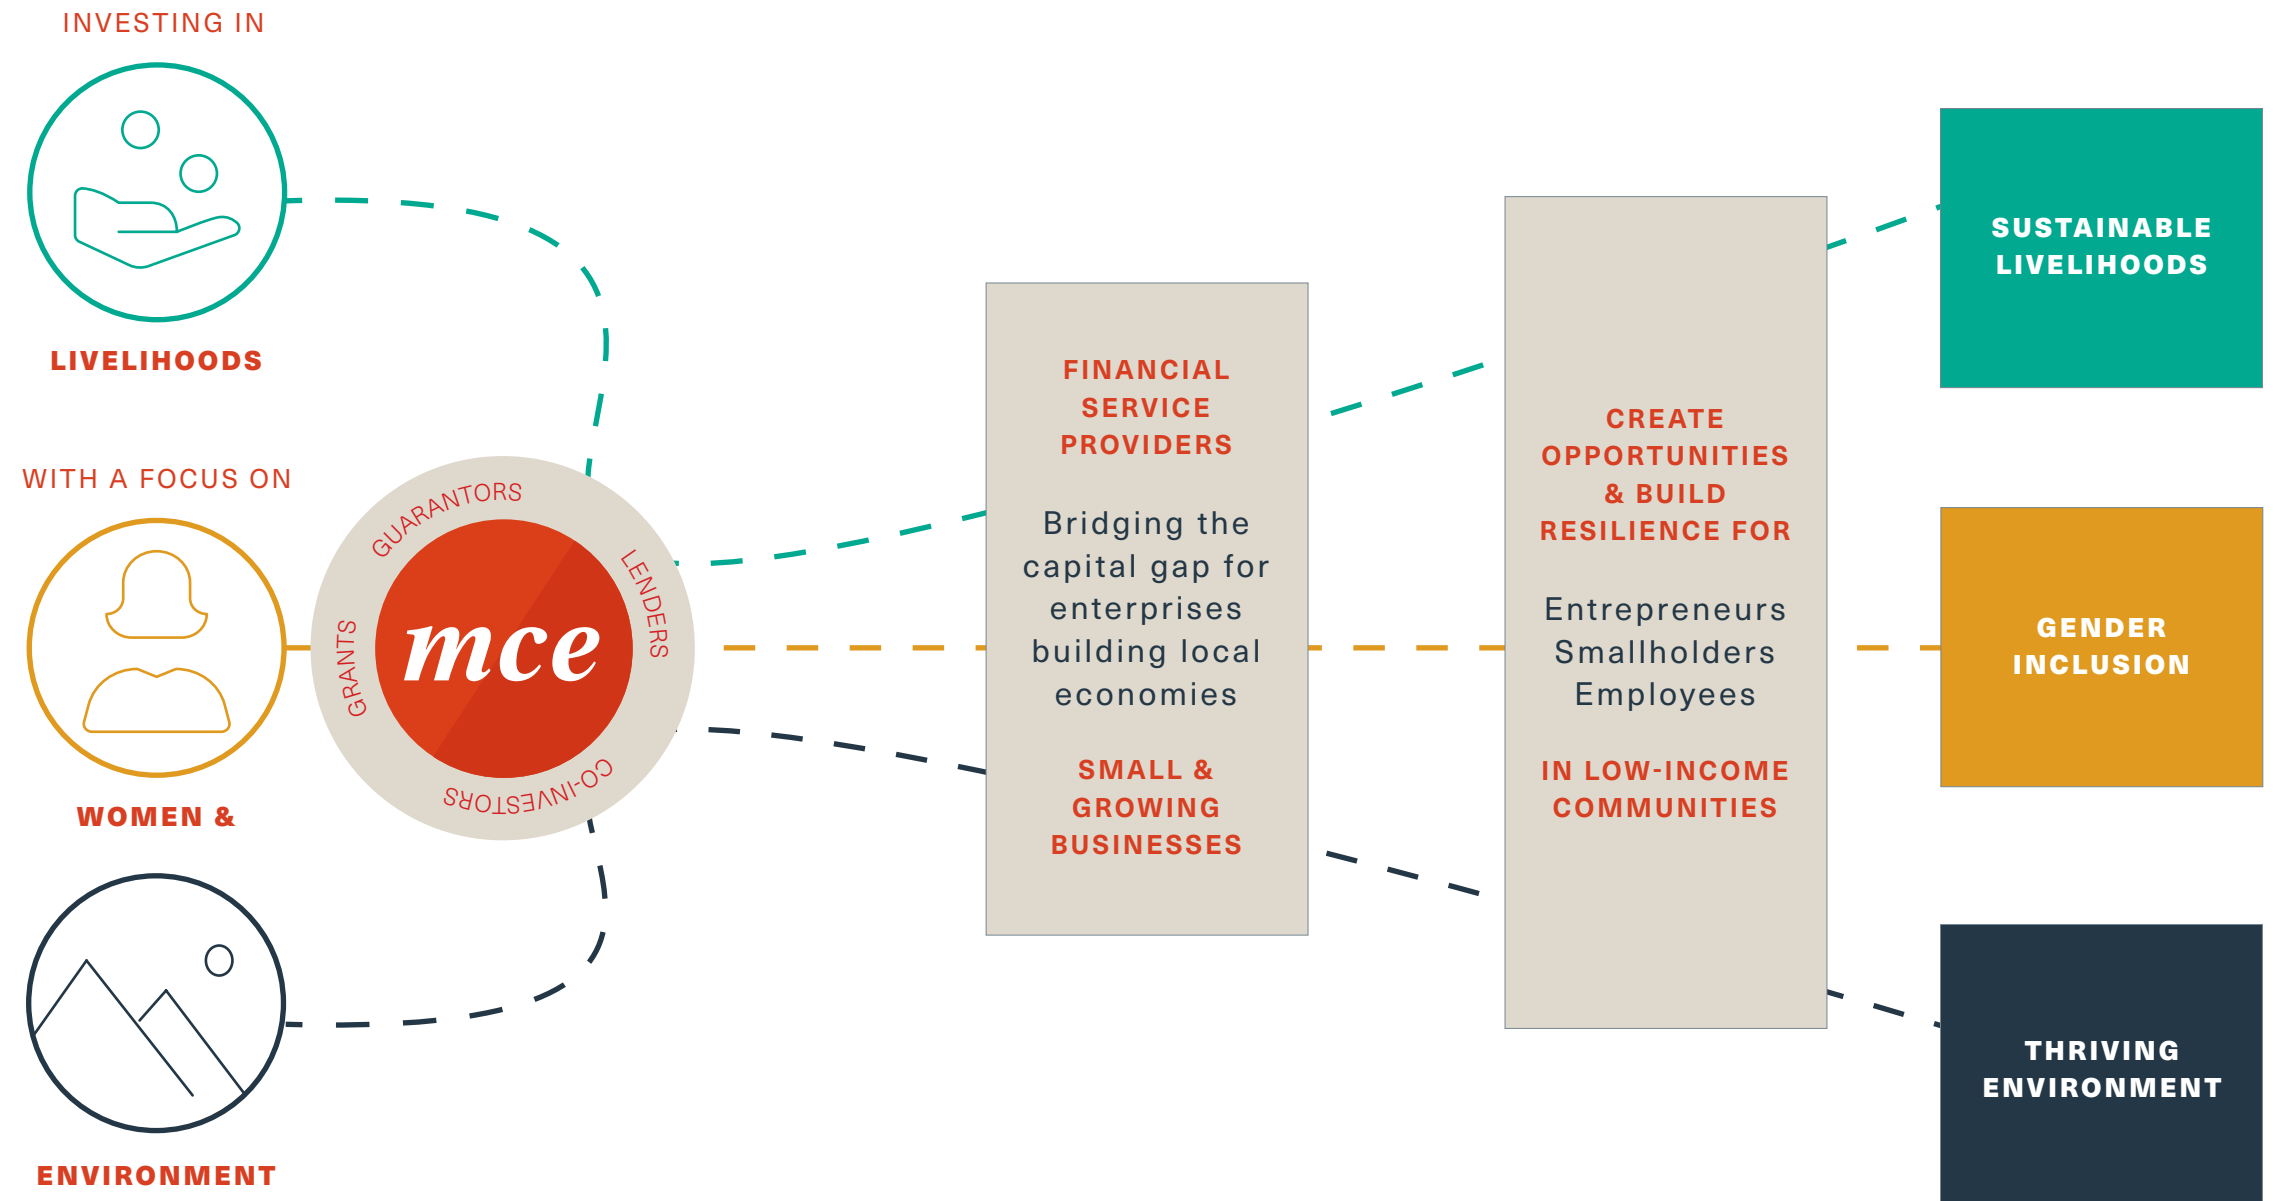 INVESTING IN
LIVELIHOODS
WITH A FOCUS ON
WOMEN &
ENVIRONMENT
GUARANTORS
LENDERS
GRANTS
CO-INVESTORS
mce
FINANCIAL
SERVICE
PROVIDERS
Bridging the
capital gap for
enterprises
building local
economies
SMALL &
GROWING
BUSINESSES
CREATE
OPPORTUNITIES
& BUILD
RESILIENCE FOR
Entrepreneurs
Smallholders
Employees
IN LOW-INCOME
COMMUNITIES
SUSTAINABLE
LIVELIHOODS
GENDER
INCLUSION
THRIVING
ENVIRONMENT